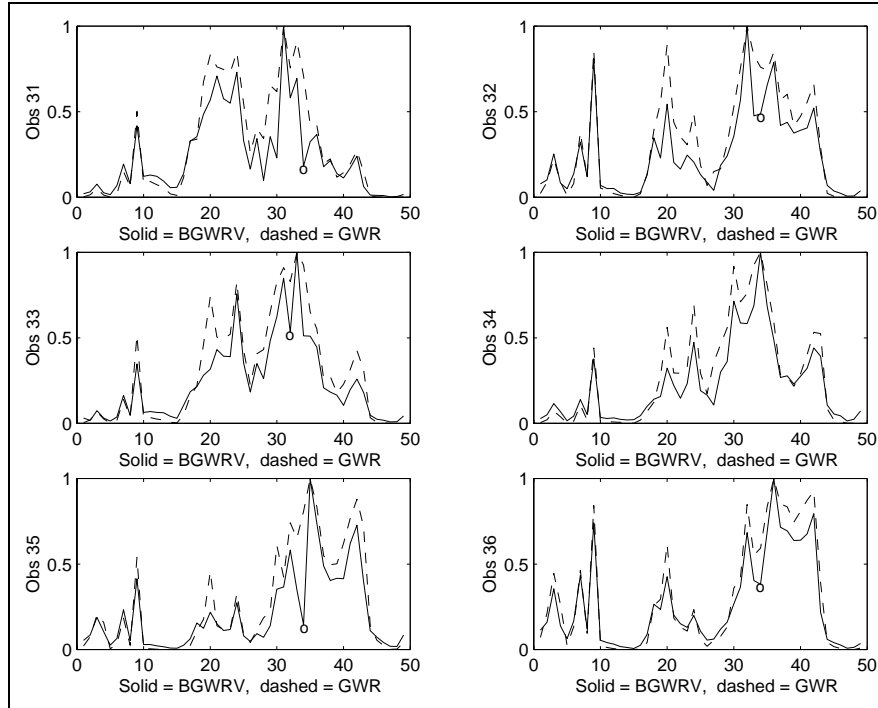 1
0.5
0
Obs 31
0 10 20 30 40 50
Solid = BGWRV, dashed = GWR
o
1
0.5
0
Obs 32
0 10 20 30 40 50
Solid = BGWRV, dashed = GWR
o
1
0.5
0
Obs 33
0 10 20 30 40 50
Solid = BGWRV, dashed = GWR
o
1
0.5
0
Obs 34
0 10 20 30 40 50
Solid = BGWRV, dashed = GWR
1
0.5
0
Obs 35
0 10 20 30 40 50
Solid = BGWRV, dashed = GWR
o
1
0.5
0
Obs 36
0 10 20 30 40 50
Solid = BGWRV, dashed = GWR
o